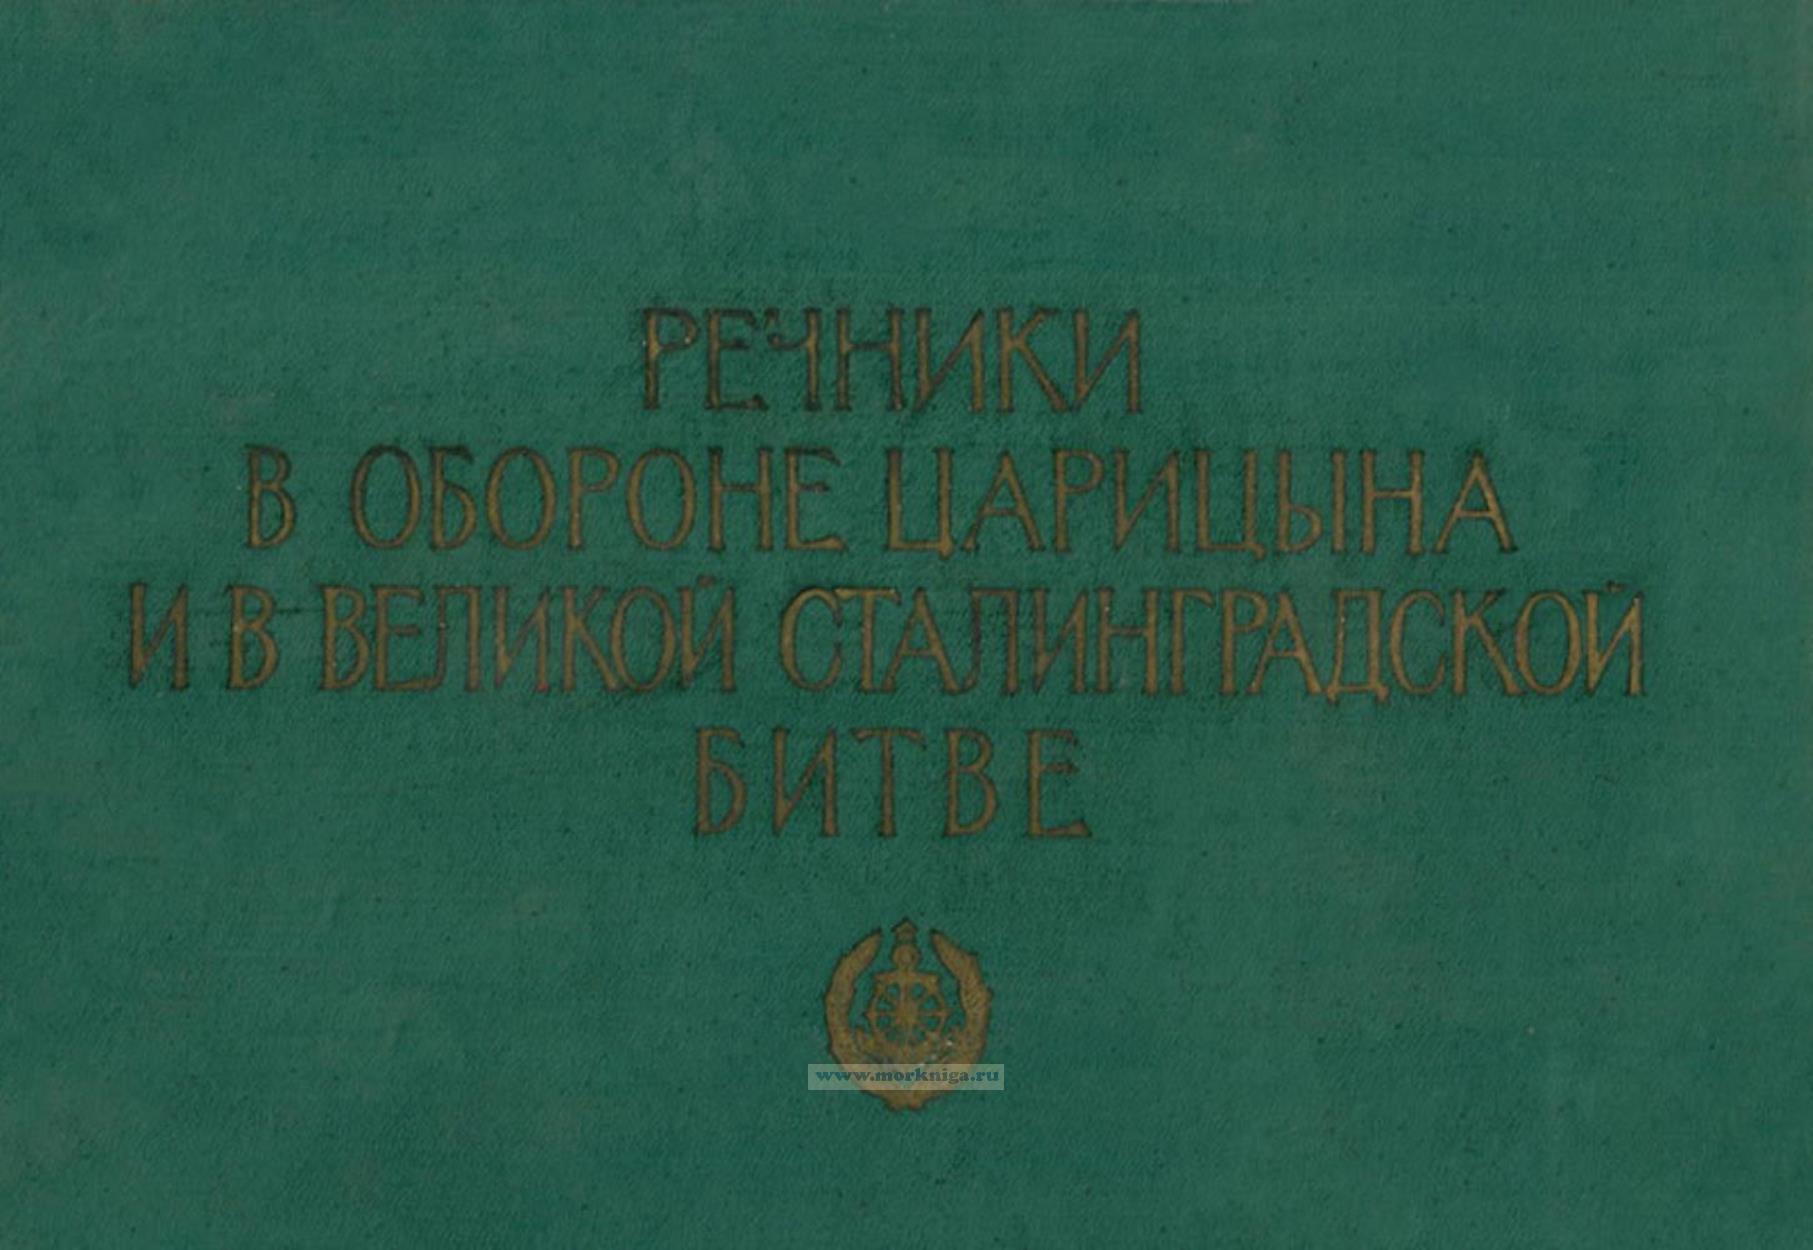 РЕЧНИКИ
В ОБОРОНЕ ЦАРИЦЫНА
И В ВЕЛИКОЙ СТАЛИНГРАДСКОЙ
БИТВЕ
www.morkniga.ru